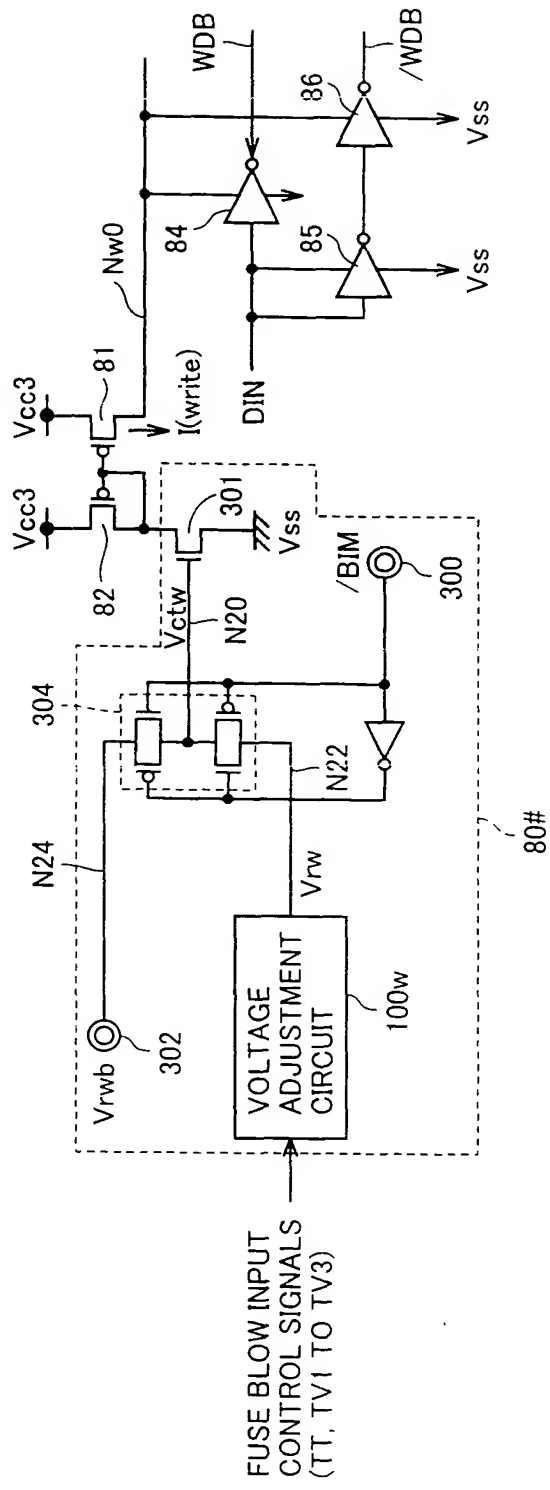 FUSE BLOW INPUT
CONTROL SIGNALS
(TT, TV1 TO TV3)
Vrwb
302
N24
VOLTAGE
ADJUSTMENT
CIRCUIT
100w
Vrw
N22
304
Vctw
N20
/BIM
300
80#
Vcc3
82
301
Vss
Vcc3
81
I(write)
Nw0
DIN
84
85
Vss
86
Vss
WDB
/WDB